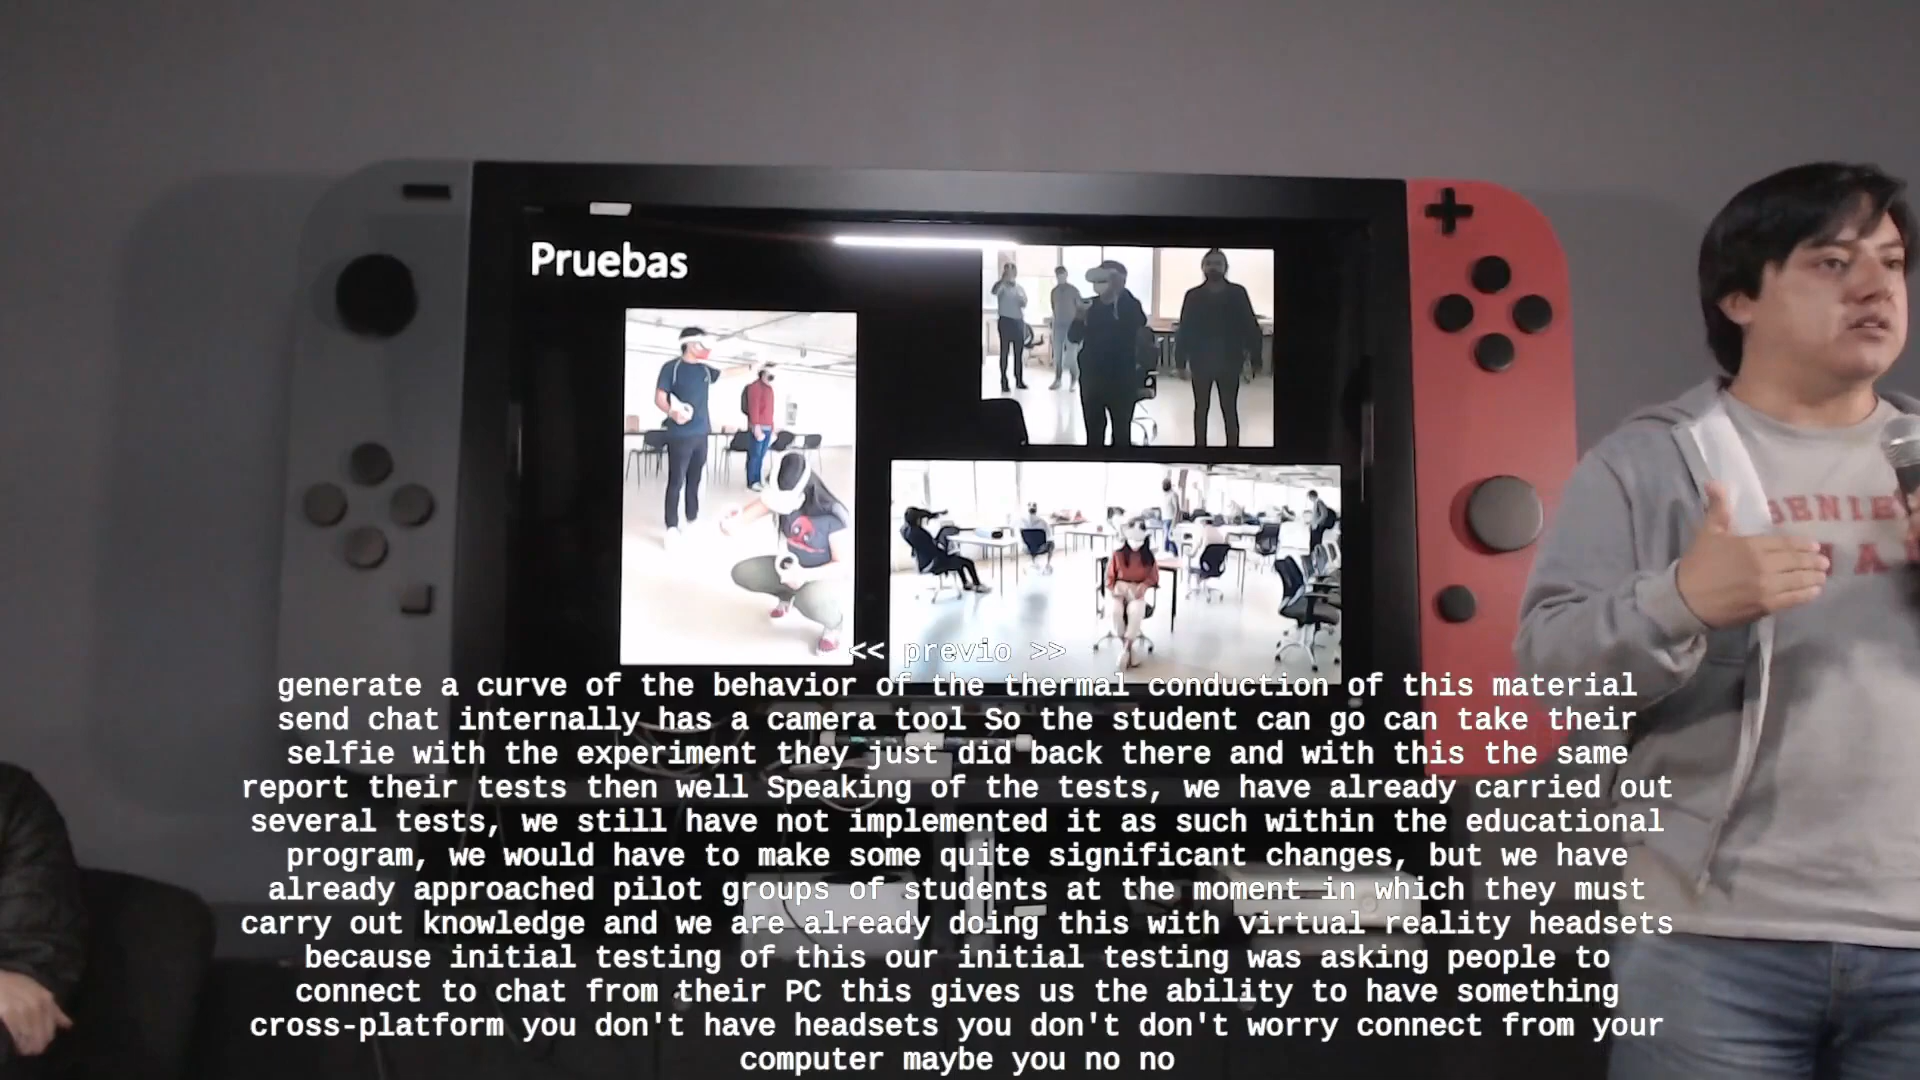 Pruebas
<< previo >>
generate a curve of the behavior of the thermal conduction of this material
send chat internally has a camera tool So the student can go can take their
selfie with the experiment they just did back there and with this the same
report their tests then well Speaking of the tests, we have already carried out
several tests, we still have not implemented it as such within the educational
program, we would have to make some quite significant changes, but we have
already approached pilot groups of students at the moment in which they must
carry out knowledge and we are already doing this with virtual reality headsets
because initial testing of this our initial testing was asking people to
connect to chat from their PC this gives us the ability to have something
cross-platform you don't have headsets you don't don't worry connect from your
computer maybe you no no